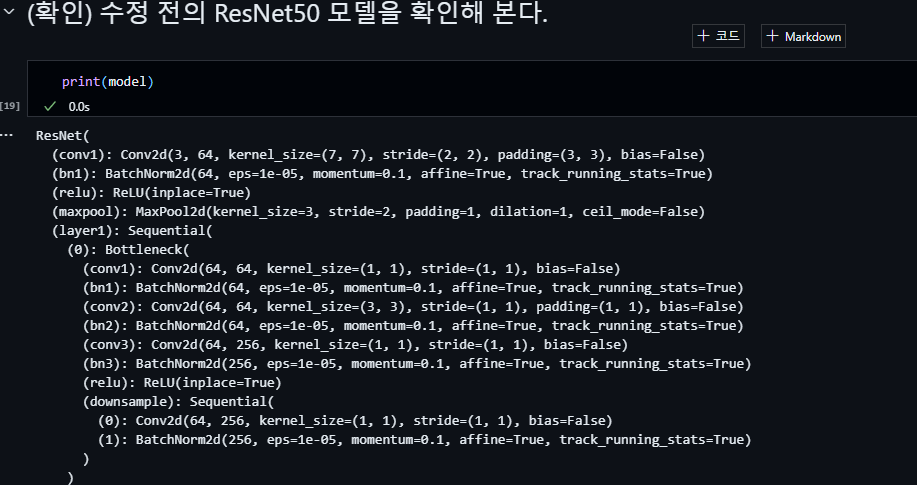 (확인) 수정 전의 ResNet50 모델을 확인해 본다.
+ 코드 + Markdown
print(model)
[19] ✓ 0.0s
... ResNet(
(conv1): Conv2d(3, 64, kernel_size=(7, 7), stride=(2, 2), padding=(3, 3), bias=False)
(bn1): BatchNorm2d(64, eps=1e-05, momentum=0.1, affine=True, track_running_stats=True)
(relu): ReLU(inplace=True)
(maxpool): MaxPool2d(kernel_size=3, stride=2, padding=1, dilation=1, ceil_mode=False)
(layer1): Sequential(
(0): Bottleneck(
(conv1): Conv2d(64, 64, kernel_size=(1, 1), stride=(1, 1), bias=False)
(bn1): BatchNorm2d(64, eps=1e-05, momentum=0.1, affine=True, track_running_stats=True)
(conv2): Conv2d(64, 64, kernel_size=(3, 3), stride=(1, 1), padding=(1, 1), bias=False)
(bn2): BatchNorm2d(64, eps=1e-05, momentum=0.1, affine=True, track_running_stats=True)
(conv3): Conv2d(64, 256, kernel_size=(1, 1), stride=(1, 1), bias=False)
(bn3): BatchNorm2d(256, eps=1e-05, momentum=0.1, affine=True, track_running_stats=True)
(relu): ReLU(inplace=True)
(downsample): Sequential(
(0): Conv2d(64, 256, kernel_size=(1, 1), stride=(1, 1), bias=False)
(1): BatchNorm2d(256, eps=1e-05, momentum=0.1, affine=True, track_running_stats=True)
)
)